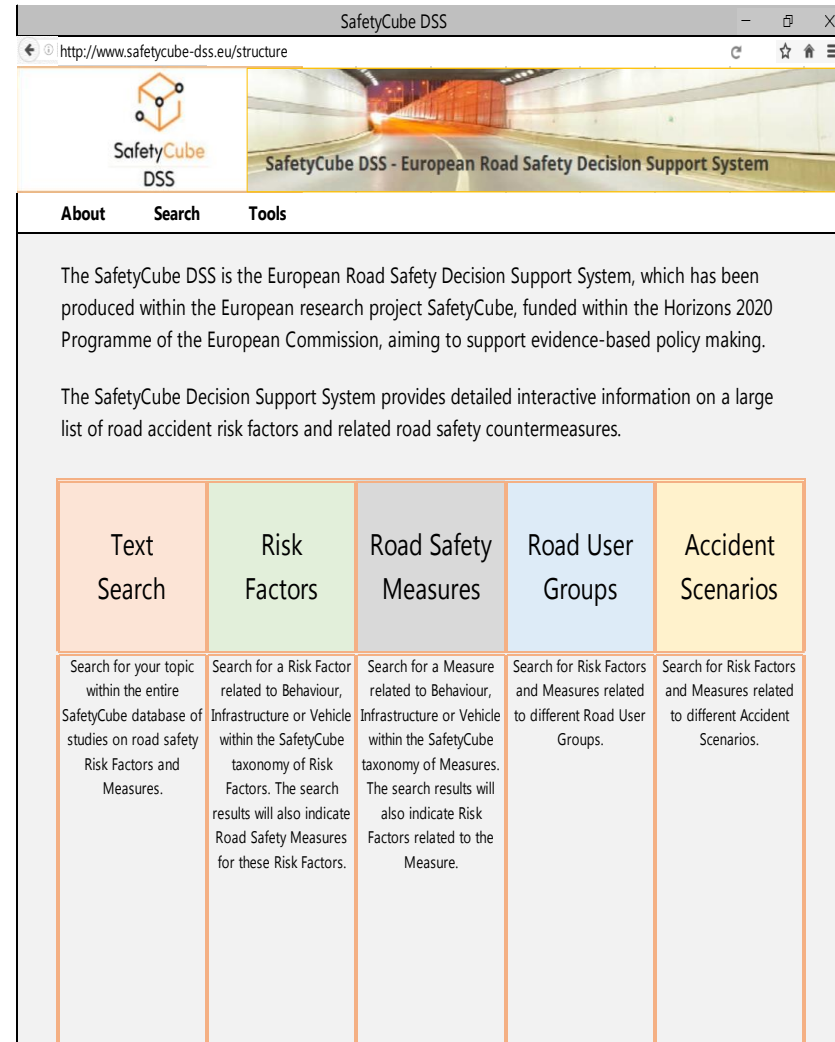 SafetyCube DSS
http://www.safetycube-dss.eu/structure
SafetyCube
DSS
SafetyCube DSS - European Road Safety Decision Support System
About Search Tools
The SafetyCube DSS is the European Road Safety Decision Support System, which has been
produced within the European research project SafetyCube, funded within the Horizons 2020
Programme of the European Commission, aiming to support evidence-based policy making.
The SafetyCube Decision Support System provides detailed interactive information on a large
list of road accident risk factors and related road safety countermeasures.
Text
Search
Risk
Factors
Road Safety
Measures
Road User
Groups
Accident
Scenarios
Search for your topic
within the entire
SafetyCube database of
studies on road safety
Risk Factors and
Measures.
Search for a Risk Factor
related to Behaviour,
Infrastructure or Vehicle
within the SafetyCube
taxonomy of Risk
Factors. The search
results will also indicate
Road Safety Measures
for these Risk Factors.
Search for a Measure
related to Behaviour,
Infrastructure or Vehicle
within the SafetyCube
taxonomy of Measures.
The search results will
also indicate Risk
Factors related to the
Measure.
Search for Risk Factors
and Measures related
to different Road User
Groups.
Search for Risk Factors
and Measures related
to different Accident
Scenarios.